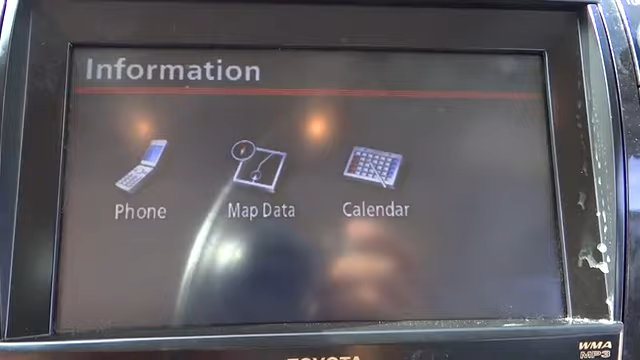 Information
Phone
Map Data
Calendar
TOYOTA
WMA
MP3